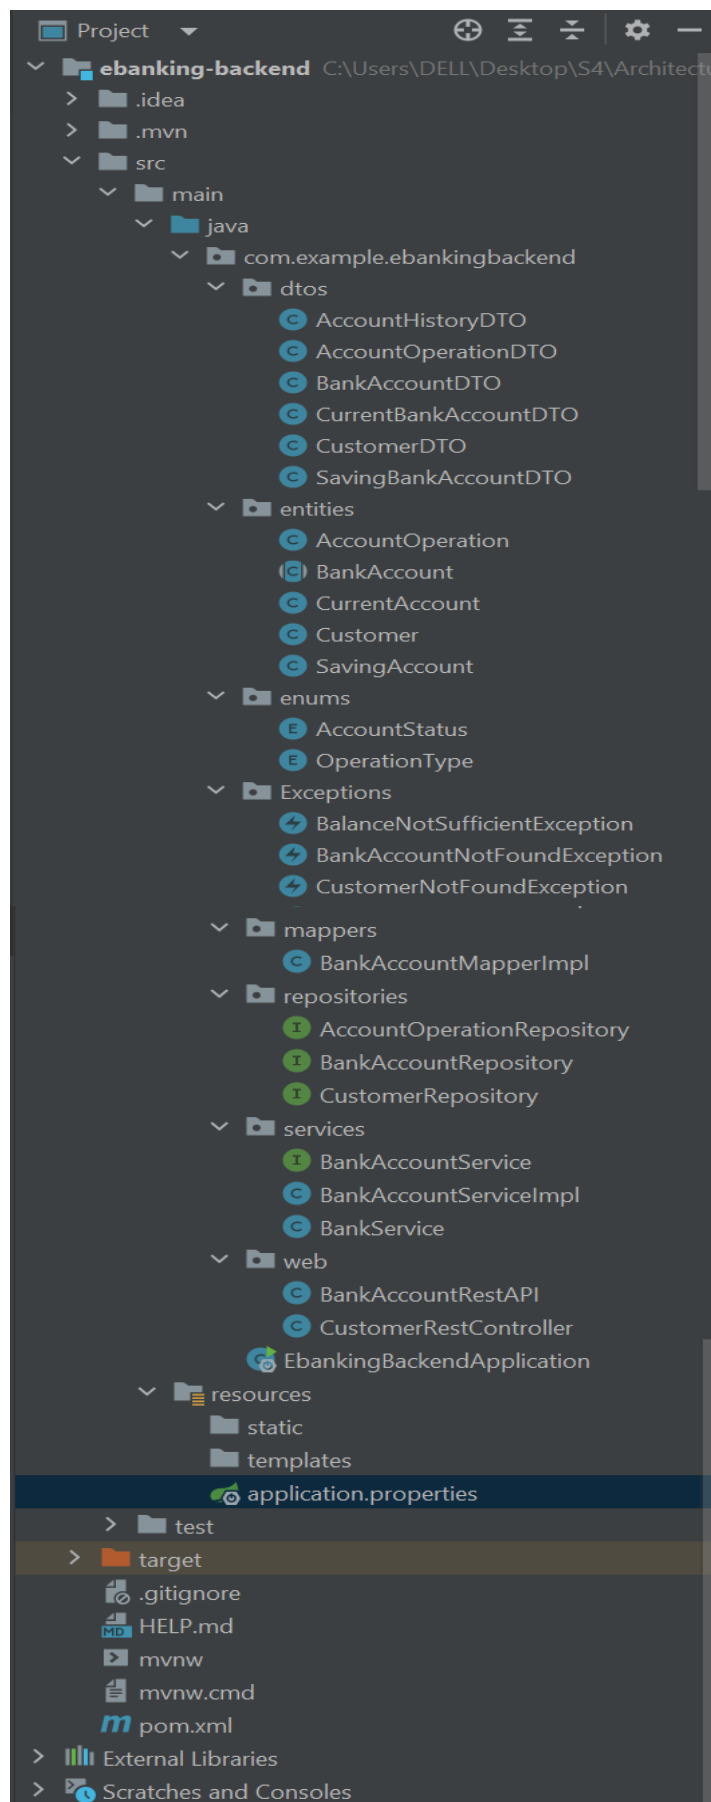 Project
ebanking-backend C:\Users\DELL\Desktop\S4\Architectu
.idea
.mvn
src
main
java
com.example.ebankingbackend
dtos
C AccountHistoryDTO
C AccountOperationDTO
C BankAccountDTO
C CurrentBankAccountDTO
C CustomerDTO
C SavingBankAccountDTO
entities
C AccountOperation
C BankAccount
C CurrentAccount
C Customer
C SavingAccount
enums
E AccountStatus
E OperationType
Exceptions
BalanceNotSufficientException
BankAccountNotFoundException
CustomerNotFoundException
mappers
C BankAccountMapperImpl
repositories
I AccountOperationRepository
I BankAccountRepository
I CustomerRepository
services
I BankAccountService
C BankAccountServiceImpl
C BankService
web
C BankAccountRestAPI
C CustomerRestController
EbankingBackendApplication
resources
static
templates
application.properties
test
target
.gitignore
MD HELP.md
mvnw
mvnw.cmd
m pom.xml
External Libraries
Scratches and Consoles